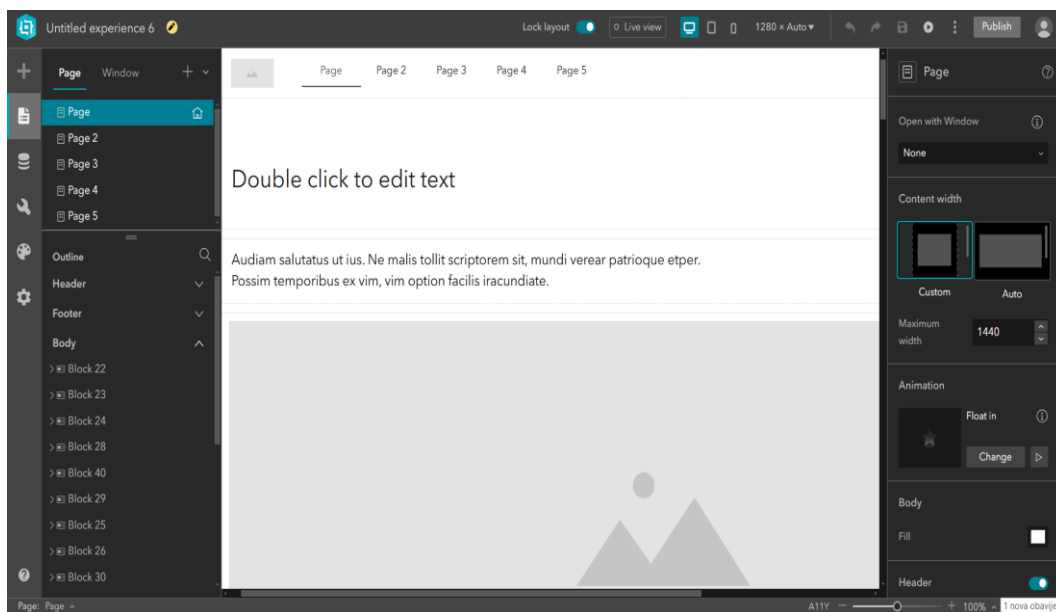 Untitled experience 6
Lock layout
Live view
1280 × Auto
Publish
Page Window
Page
Page 2
Page 3
Page 4
Page 5
Outline
Header
Footer
Body
Block 22
Block 23
Block 24
Block 28
Block 40
Block 29
Block 25
Block 26
Block 30
Page Page 2 Page 3 Page 4 Page 5
Double click to edit text
Audiam salutatus ut ius. Ne malis tollit scriptorem sit, mundi verear patrioque etper.
Possim temporibus ex vim, vim option facilis iracundiate.
Page
Open with Window
None
Content width
Custom Auto
Maximum
width
1440
Animation
Float in
Change
Body
Fill
Header
Page: Page
A11Y
100%
1 nova obavije